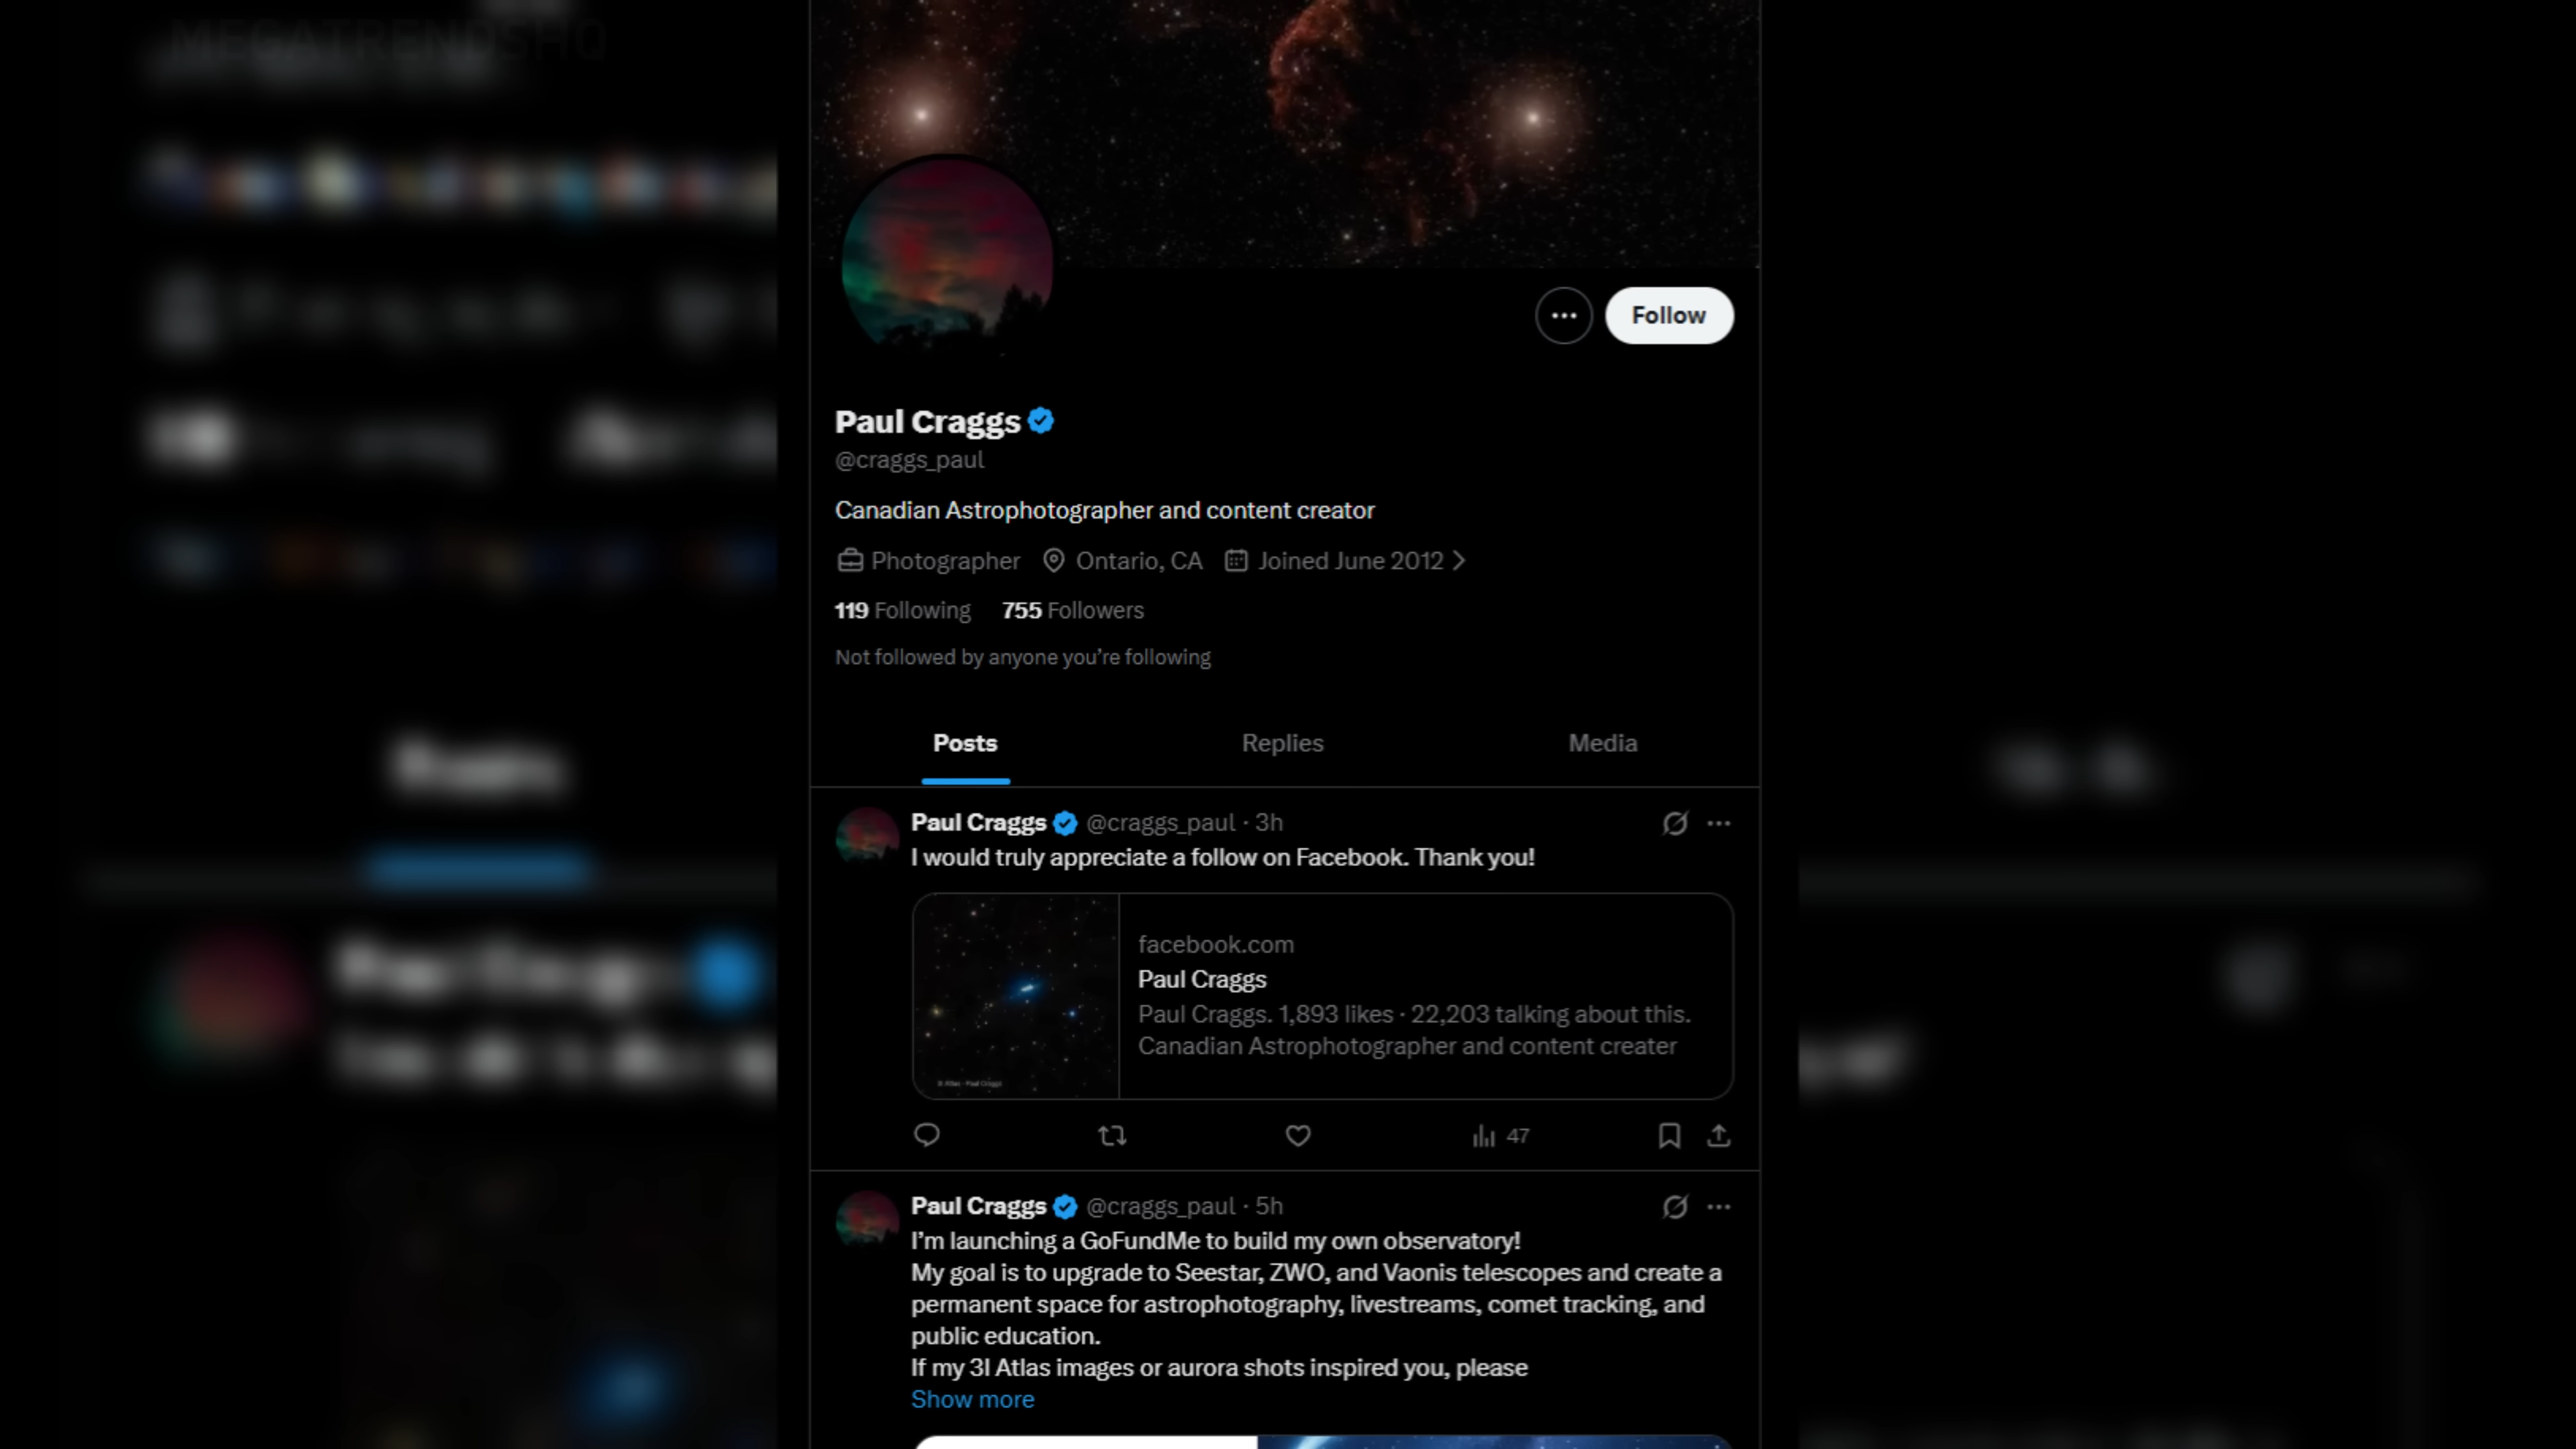 MEGATRENDSHQ
Follow
Paul Craggs
@craggs_paul
Canadian Astrophotographer and content creator
Photographer Ontario, CA Joined June 2012
119 Following 755 Followers
Not followed by anyone you’re following
Posts Replies Media
Paul Craggs @craggs_paul · 3h
I would truly appreciate a follow on Facebook. Thank you!
facebook.com
Paul Craggs
Paul Craggs. 1,893 likes · 22,203 talking about this.
Canadian Astrophotographer and content creater
3I Atlas - Paul Craggs
47
Paul Craggs @craggs_paul · 5h
I’m launching a GoFundMe to build my own observatory!
My goal is to upgrade to Seestar, ZWO, and Vaonis telescopes and create a
permanent space for astrophotography, livestreams, comet tracking, and
public education.
If my 3I Atlas images or aurora shots inspired you, please
Show more